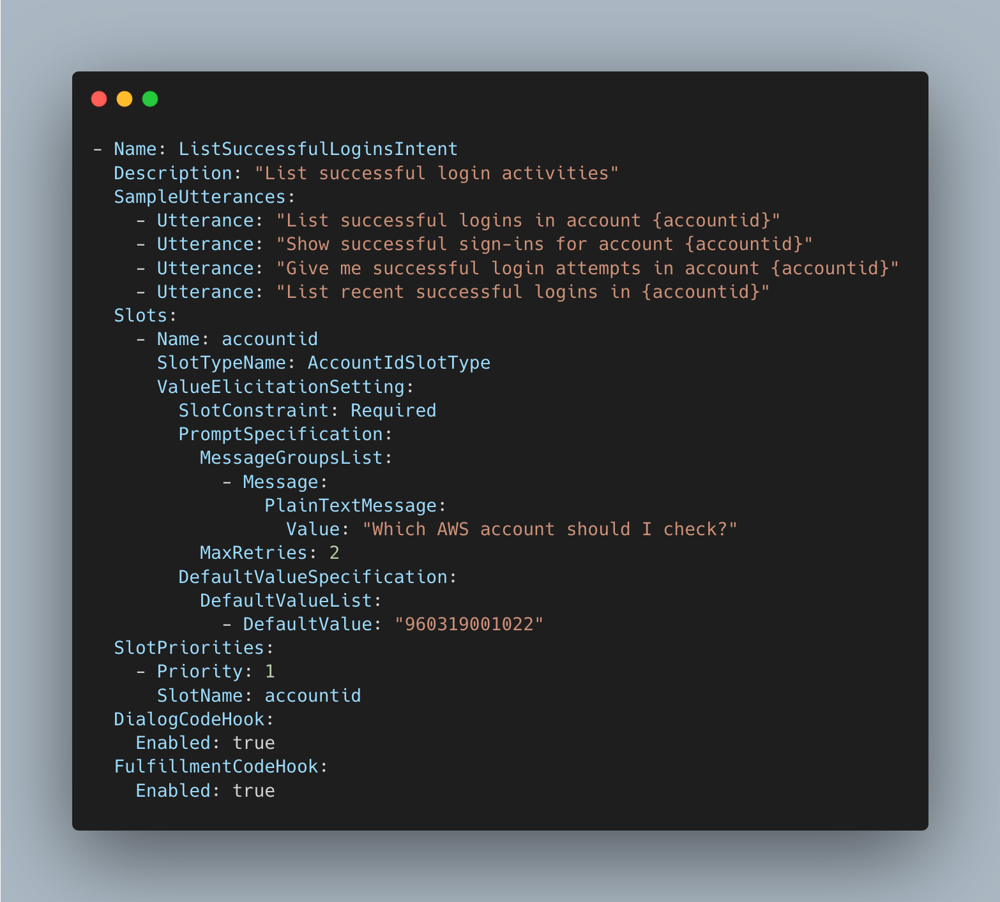 - Name: ListSuccessfulLoginsIntent
  Description: "List successful login activities"
  SampleUtterances:
    - Utterance: "List successful logins in account {accountid}"
    - Utterance: "Show successful sign-ins for account {accountid}"
    - Utterance: "Give me successful login attempts in account {accountid}"
    - Utterance: "List recent successful logins in {accountid}"
  Slots:
    - Name: accountid
      SlotTypeName: AccountIdSlotType
      ValueElicitationSetting:
        SlotConstraint: Required
        PromptSpecification:
          MessageGroupsList:
            - Message:
                PlainTextMessage:
                  Value: "Which AWS account should I check?"
          MaxRetries: 2
        DefaultValueSpecification:
          DefaultValueList:
            - DefaultValue: "960319001022"
  SlotPriorities:
    - Priority: 1
      SlotName: accountid
  DialogCodeHook:
    Enabled: true
  FulfillmentCodeHook:
    Enabled: true